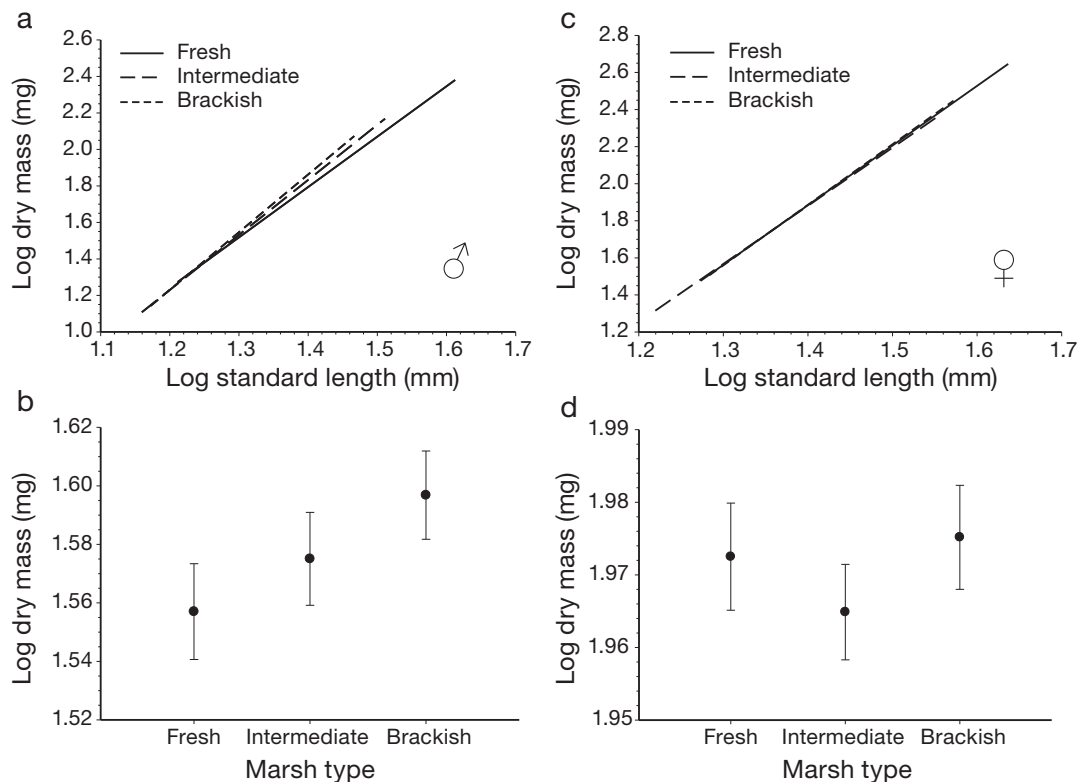 a
2.6
2.4
2.2
2.0
1.8
1.6
1.4
1.2
1.0
Log dry mass (mg)
Fresh
Intermediate
Brackish
♂
1.1 1.2 1.3 1.4 1.5 1.6 1.7
Log standard length (mm)
c
2.8
2.6
2.4
2.2
2.0
1.8
1.6
1.4
1.2
Log dry mass (mg)
Fresh
Intermediate
Brackish
♀
1.2 1.3 1.4 1.5 1.6 1.7
Log standard length (mm)
b
1.62
1.60
1.58
1.56
1.54
1.52
Log dry mass (mg)
Fresh Intermediate Brackish
Marsh type
d
1.99
1.98
1.97
1.96
1.95
Log dry mass (mg)
Fresh Intermediate Brackish
Marsh type